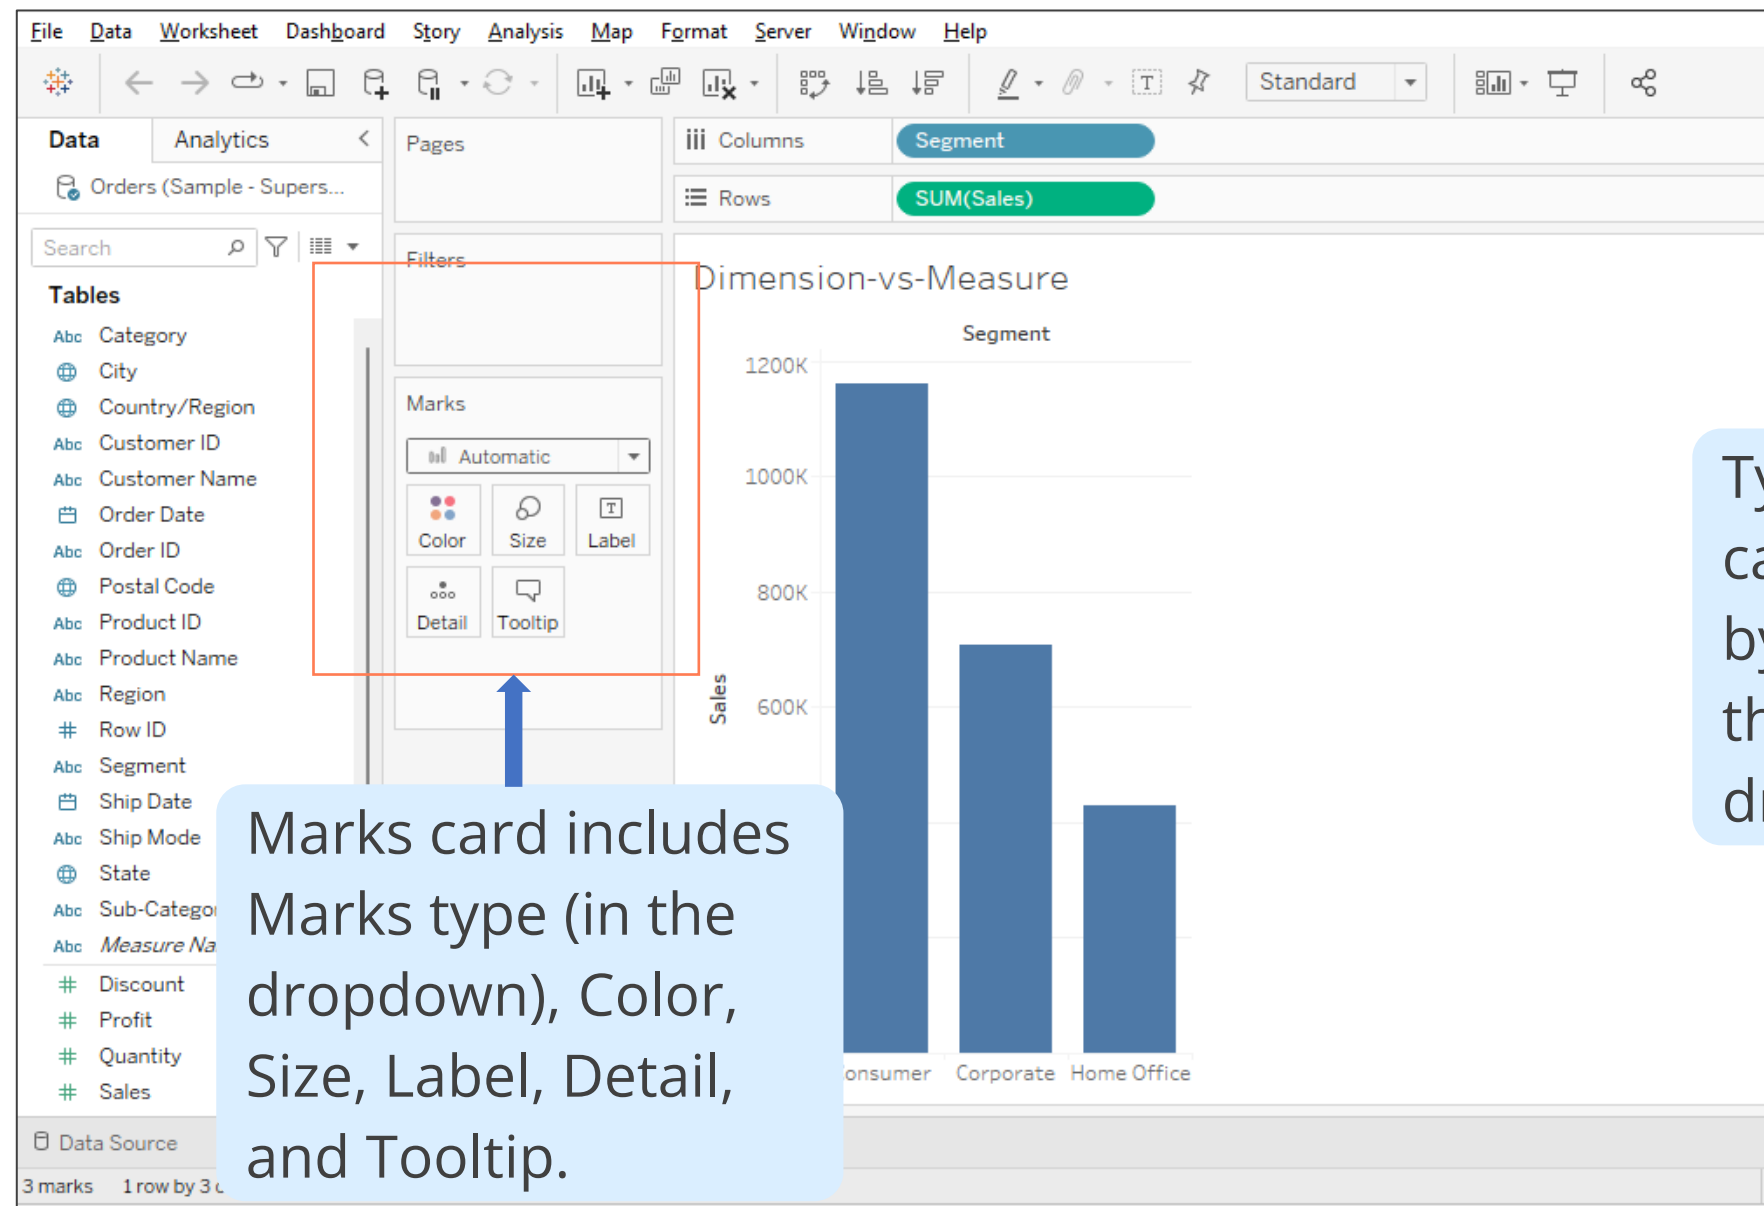 File Data Worksheet Dashboard Story Analysis Map Format Server Window Help
Standard
Data Analytics
Orders (Sample - Supers...
Search
Tables
Abc Category
City
Country/Region
Abc Customer ID
Abc Customer Name
Order Date
Abc Order ID
Postal Code
Abc Product ID
Abc Product Name
Abc Region
# Row ID
Abc Segment
Ship Date
Abc Ship Mode
State
Abc
Abc Measure
# Discount
# Profit
# Quantity
# Sales
Pages
Filters
Marks
Automatic
Color Size T Label
Detail Tooltip
Columns Segment
Rows SUM(Sales)
Dimension-vs-Measure
Segment
1200K
1000K
800K
600K
Sales
Corporate Home Office
Marks card includes
Marks type (in the
dropdown), Color,
Size, Label, Detail,
and Tooltip.
Data Source
3 marks 1 row by 3